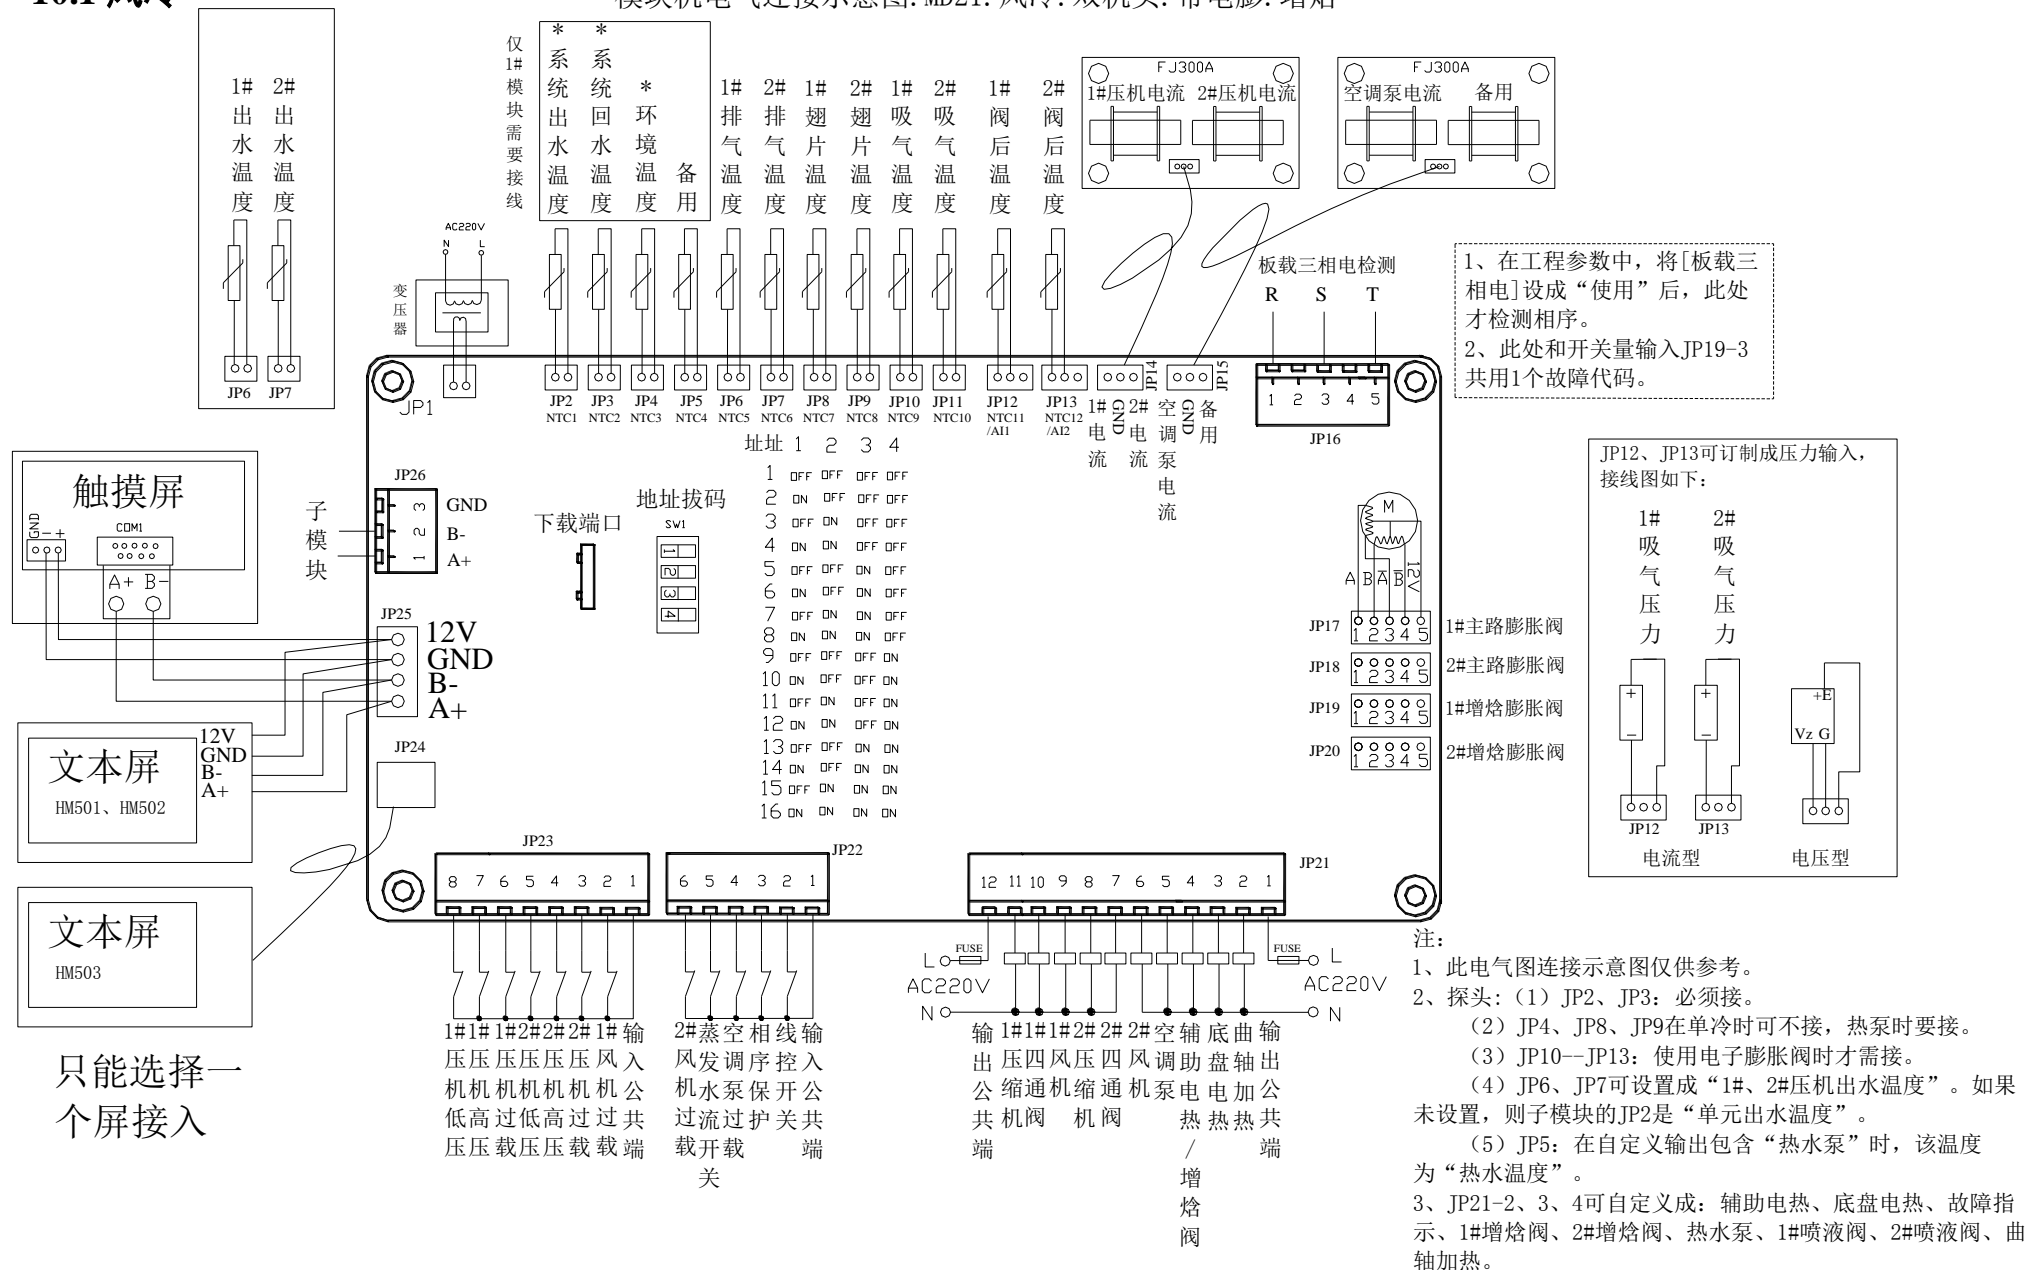 模块机电气连接示意图.MD21.风冷.双机头.带电膨.增焓
1#出水温度
2#出水温度
JP6
JP7
仅1#模块需要接线
*系统出水温度
*系统回水温度
*环境温度
备用
1#排气温度
2#排气温度
1#翅片温度
2#翅片温度
1#吸气温度
2#吸气温度
1#阀后温度
2#阀后温度
FJ300A
1#压机电流 2#压机电流
FJ300A
空调泵电流 备用
AC220V
N L
变压器
板载三相电检测
R S T
1、在工程参数中，将[板载三
相电]设成“使用”后，此处
才检测相序。
2、此处和开关量输入JP19-3
共用1个故障代码。
JP1
JP2 JP3 JP4 JP5 JP6 JP7 JP8 JP9 JP10 JP11 JP12 JP13
NTC1 NTC2 NTC3 NTC4 NTC5 NTC6 NTC7 NTC8 NTC9 NTC10 NTC11 NTC12
/AI1 /AI2
JP14
JP15
1#电流
GND
2#电流
空调泵电流
GND
备用
1 2 3 4 5
JP16
址址 1 2 3 4
1 OFF OFF OFF OFF
2 ON OFF OFF OFF
3 OFF ON OFF OFF
4 ON ON OFF OFF
5 OFF OFF ON OFF
6 ON OFF ON OFF
7 OFF ON ON OFF
8 ON ON ON OFF
9 OFF OFF OFF ON
10 ON OFF OFF ON
11 OFF ON OFF ON
12 ON ON OFF ON
13 OFF OFF ON ON
14 ON OFF ON ON
15 OFF ON ON ON
16 ON ON ON ON
触摸屏
GND
-
+
COM1
A+ B-
子模块
JP26
3 GND
2 B-
1 A+
下载端口
地址拔码
SW1
1
2
3
4
JP25
12V
GND
B-
A+
文本屏
HM501、HM502
12V
GND
B-
A+
JP24
文本屏
HM503
只能选择一
个屏接入
M
A B A B 12V
JP17 1 2 3 4 5 1#主路膨胀阀
JP18 1 2 3 4 5 2#主路膨胀阀
JP19 1 2 3 4 5 1#增焓膨胀阀
JP20 1 2 3 4 5 2#增焓膨胀阀
JP12、JP13可订制成压力输入，
接线图如下：
1#吸气压力
2#吸气压力
+
-
+
-
+E
Vz G
JP12 JP13
电流型 电压型
JP23
8 7 6 5 4 3 2 1
1#压机低压
1#压机高压
1#压机过载
2#压机低压
2#压机高压
2#压机过载
1#风机过载
输入公共端
JP22
6 5 4 3 2 1
2#风机过载
蒸发水流开关
空调泵过载
相序保护
线控开关
输入公共端
JP21
12 11 10 9 8 7 6 5 4 3 2 1
L FUSE
AC220V
N
FUSE L
AC220V
N
输出公共端
1#压缩机
1#四通阀
1#风机
2#压缩机
2#四通阀
2#风机
空调泵
辅助电热/增焓阀
底盘电热
曲轴加热
输出公共端
注：
1、此电气图连接示意图仅供参考。
2、探头：（1）JP2、JP3：必须接。
（2）JP4、JP8、JP9在单冷时可不接，热泵时要接。
（3）JP10--JP13：使用电子膨胀阀时才需接。
（4）JP6、JP7可设置成“1#、2#压机出水温度”。如果
未设置，则子模块的JP2是“单元出水温度”。
（5）JP5：在自定义输出包含“热水泵”时，该温度
为“热水温度”。
3、JP21-2、3、4可自定义成：辅助电热、底盘电热、故障指
示、1#增焓阀、2#增焓阀、热水泵、1#喷液阀、2#喷液阀、曲
轴加热。